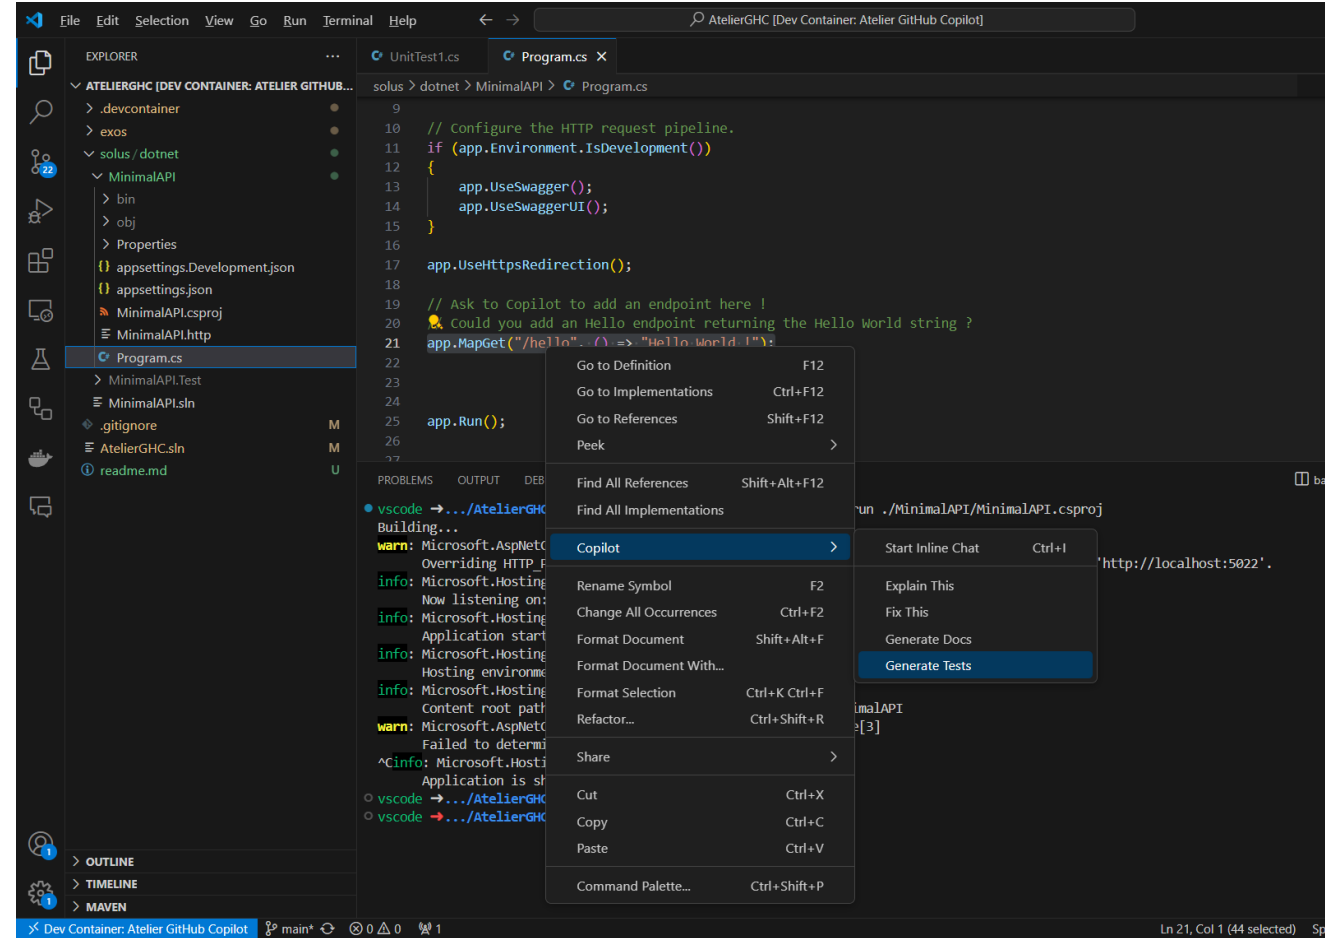 File Edit Selection View Go Run Terminal Help
AtelierGHC [Dev Container: Atelier GitHub Copilot]
EXPLORER
ATELIERGHC [DEV CONTAINER: ATELIER GITHUB...
.devcontainer
exos
solus / dotnet
MinimalAPI
bin
obj
Properties
{} appsettings.Development.json
{} appsettings.json
MinimalAPI.csproj
MinimalAPI.http
Program.cs
MinimalAPI.Test
MinimalAPI.sln
.gitignore M
AtelierGHC.sln M
readme.md U
22
OUTLINE
TIMELINE
MAVEN
1
1
UnitTest1.cs Program.cs
solus > dotnet > MinimalAPI > Program.cs
9
10 // Configure the HTTP request pipeline.
11 if (app.Environment.IsDevelopment())
12 {
13 app.UseSwagger();
14 app.UseSwaggerUI();
15 }
16
17 app.UseHttpsRedirection();
18
19 // Ask to Copilot to add an endpoint here !
20 Could you add an Hello endpoint returning the Hello World string ?
21 app.MapGet("/hello", () => "Hello World !");
22
23
24
25 app.Run();
26
27
PROBLEMS OUTPUT DEB
vscode →.../AtelierGHC run ./MinimalAPI/MinimalAPI.csproj
Building...
warn: Microsoft.AspNetC
Overriding HTTP_P 'http://localhost:5022'.
info: Microsoft.Hosting
Now listening on:
info: Microsoft.Hosting
Application start
info: Microsoft.Hosting
Hosting environme
info: Microsoft.Hosting
Content root path imalAPI
warn: Microsoft.AspNetC e[3]
Failed to determi
^Cinfo: Microsoft.Hosti
Application is sh
vscode →.../AtelierGHC
vscode →.../AtelierGHC
Go to Definition F12
Go to Implementations Ctrl+F12
Go to References Shift+F12
Peek
Find All References Shift+Alt+F12
Find All Implementations
Copilot
Rename Symbol F2
Change All Occurrences Ctrl+F2
Format Document Shift+Alt+F
Format Document With...
Format Selection Ctrl+K Ctrl+F
Refactor... Ctrl+Shift+R
Share
Cut Ctrl+X
Copy Ctrl+C
Paste Ctrl+V
Command Palette... Ctrl+Shift+P
Start Inline Chat Ctrl+I
Explain This
Fix This
Generate Docs
Generate Tests
ba
Dev Container: Atelier GitHub Copilot main* 0 0 1
Ln 21, Col 1 (44 selected) Sp